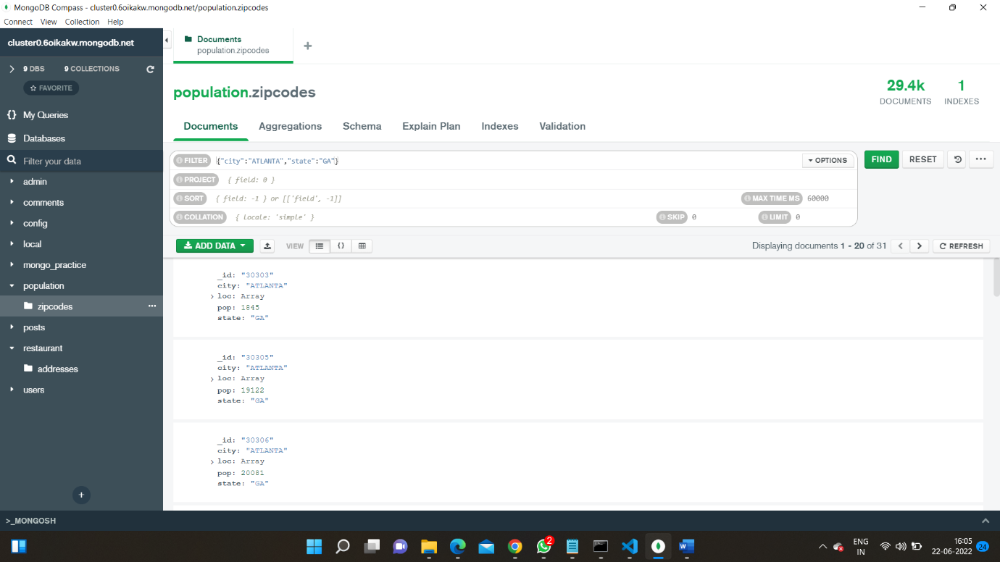 MongoDB Compass - cluster0.6oikakw.mongodb.net/population.zipcodes
Connect View Collection Help
cluster0.6oikakw.mongodb.net
9 DBS 9 COLLECTIONS
FAVORITE
{} My Queries
Databases
Filter your data
admin
comments
config
local
mongo_practice
population
zipcodes
posts
restaurant
addresses
users
+
Documents
population.zipcodes
+
population.zipcodes
29.4k
DOCUMENTS
1
INDEXES
Documents Aggregations Schema Explain Plan Indexes Validation
FILTER {"city":"ATLANTA","state":"GA"} OPTIONS FIND RESET ...
PROJECT { field: 0 }
SORT { field: -1 } or [['field', -1]] MAX TIME MS 60000
COLLATION { locale: 'simple' } SKIP 0 LIMIT 0
ADD DATA VIEW {} Displaying documents 1 - 20 of 31 < > REFRESH
_id: "30303"
city: "ATLANTA"
> loc: Array
pop: 1845
state: "GA"
_id: "30305"
city: "ATLANTA"
> loc: Array
pop: 19122
state: "GA"
_id: "30306"
city: "ATLANTA"
> loc: Array
pop: 20081
state: "GA"
>_MONGOSH
2
ENG
IN
16:05
22-06-2022
24